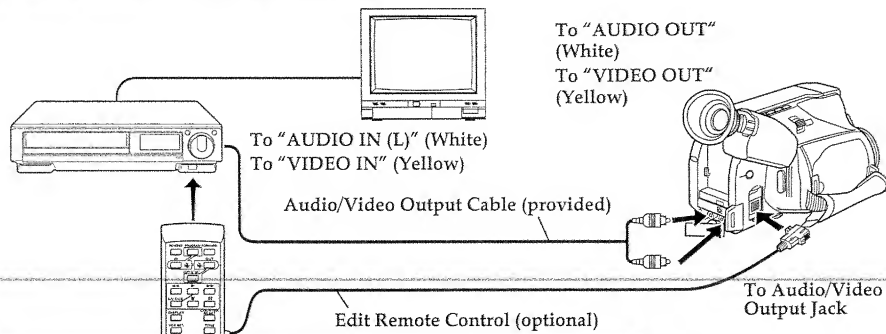 To "AUDIO OUT"
(White)
To "VIDEO OUT"
(Yellow)
To "AUDIO IN (L)" (White)
To "VIDEO IN" (Yellow)
Audio/Video Output Cable (provided)
To Audio/Video
Output Jack
Edit Remote Control (optional)